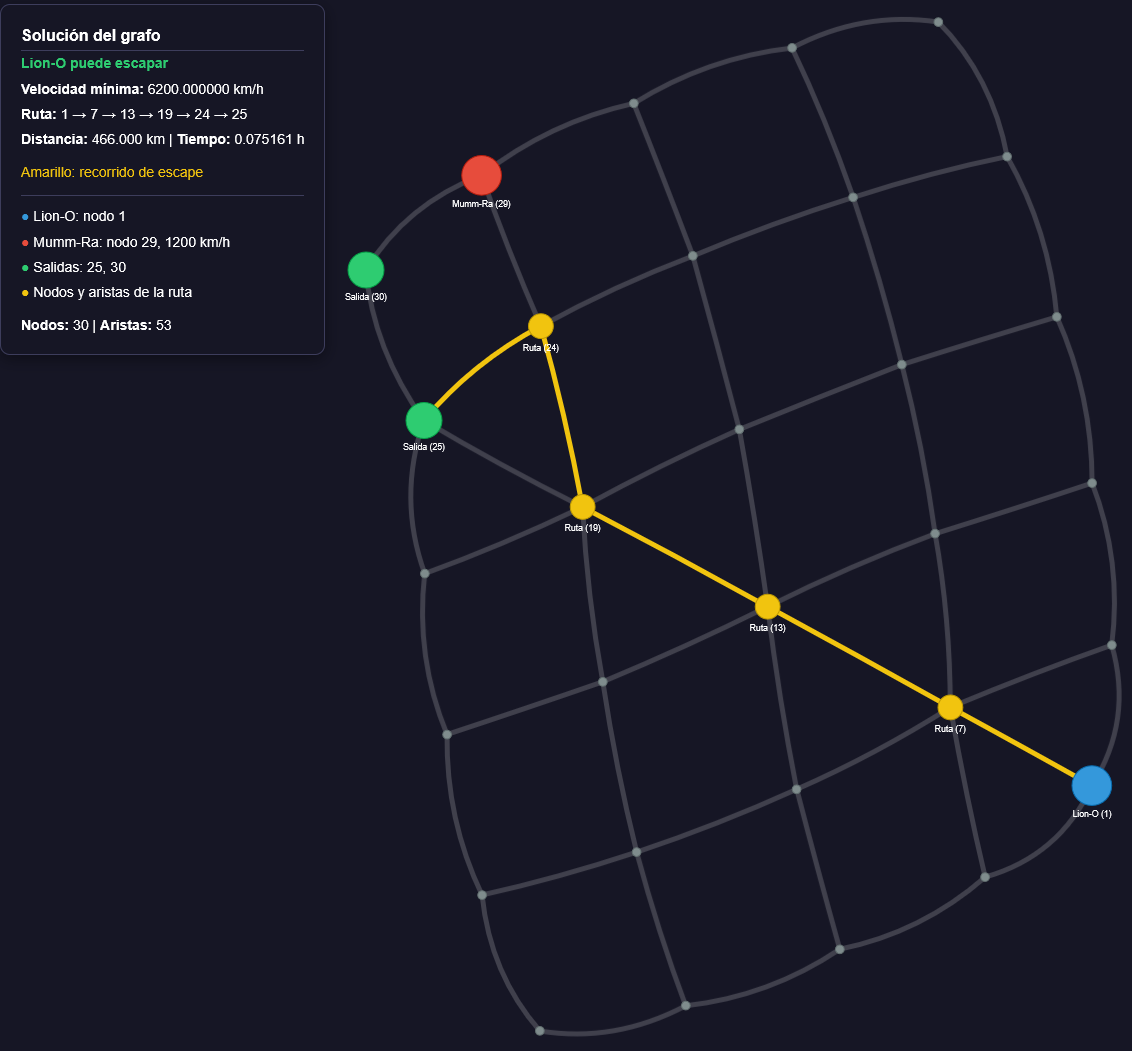 Solución del grafo
Lion-O puede escapar
Velocidad mínima: 6200.000000 km/h
Ruta: 1 → 7 → 13 → 19 → 24 → 25
Distancia: 466.000 km | Tiempo: 0.075161 h
Amarillo: recorrido de escape
● Lion-O: nodo 1
● Mumm-Ra: nodo 29, 1200 km/h
● Salidas: 25, 30
● Nodos y aristas de la ruta
Nodos: 30 | Aristas: 53
Mumm-Ra (29)
Salida (30)
Ruta (24)
Salida (25)
Ruta (19)
Ruta (13)
Ruta (7)
Lion-O (1)